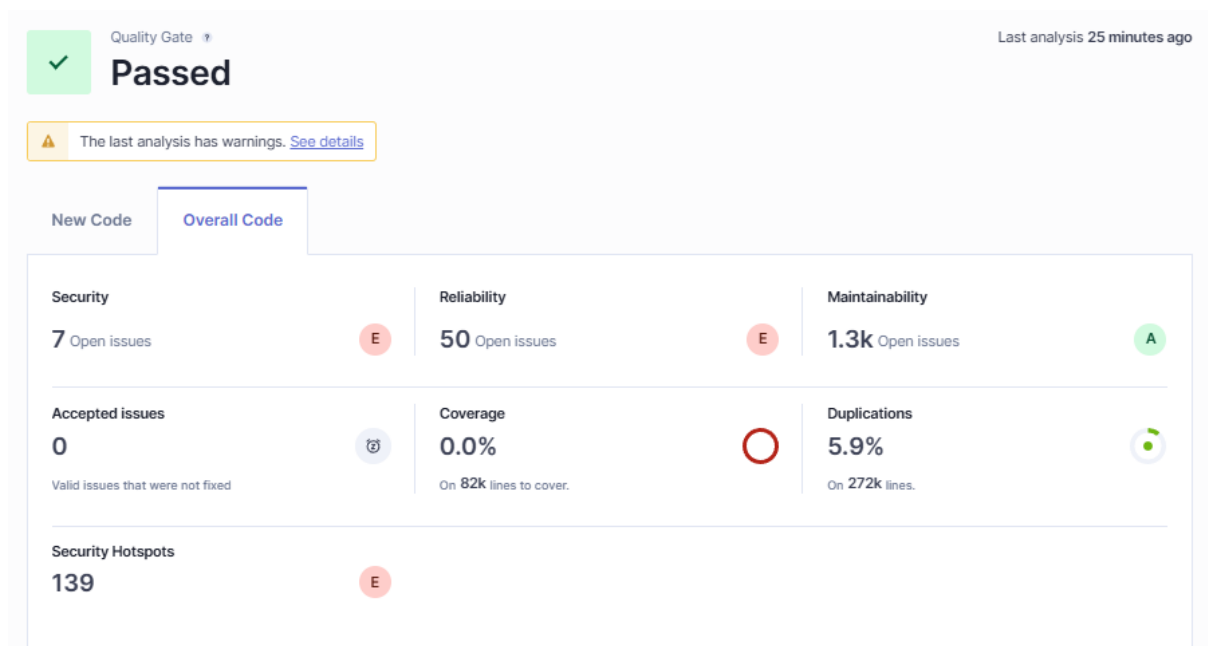 Quality Gate ?
Last analysis 25 minutes ago
Passed
The last analysis has warnings. See details
New Code
Overall Code
Security
Reliability
Maintainability
7 Open issues
E
50 Open issues
E
1.3k Open issues
A
Accepted issues
Coverage
Duplications
0
z
0.0%
5.9%
Valid issues that were not fixed
On 82k lines to cover.
On 272k lines.
Security Hotspots
139
E